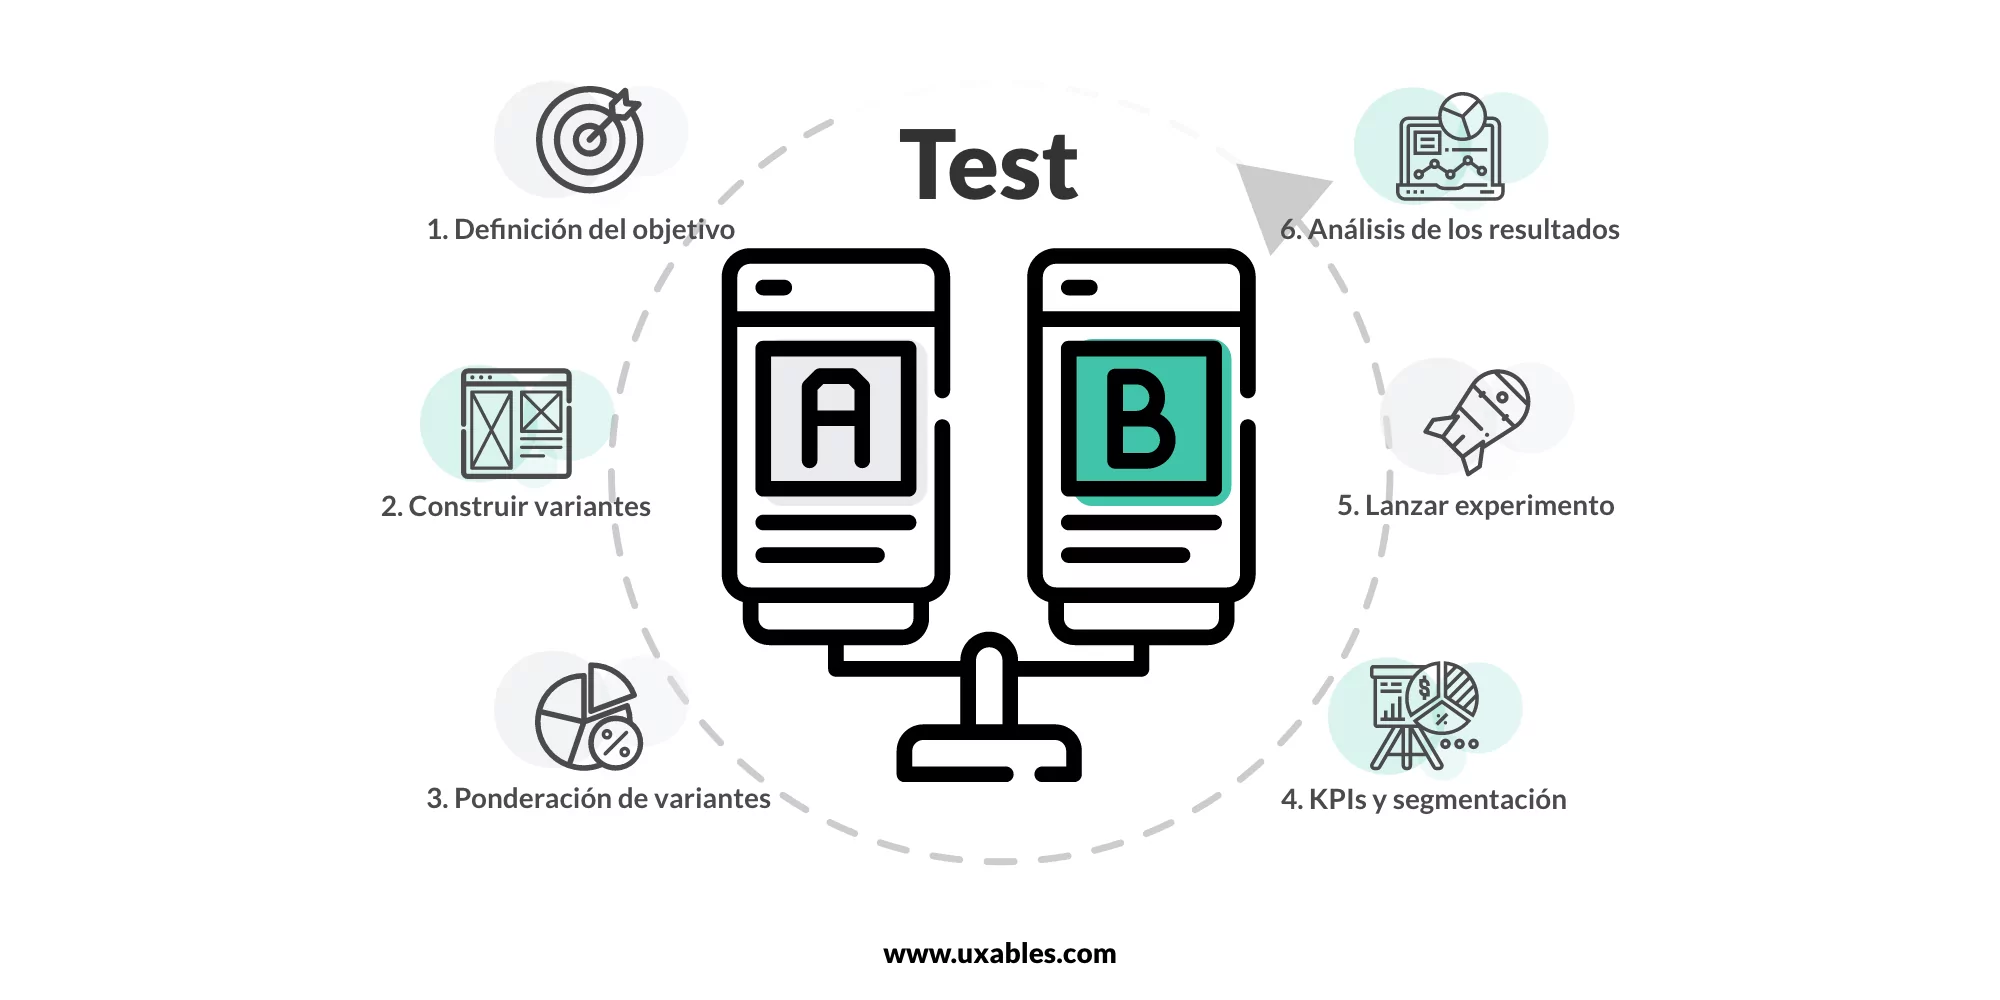 Test
1. Definición del objetivo
2. Construir variantes
3. Ponderación de variantes
4. KPIs y segmentación
5. Lanzar experimento
6. Análisis de los resultados
A
B
$
%
%
www.uxables.com